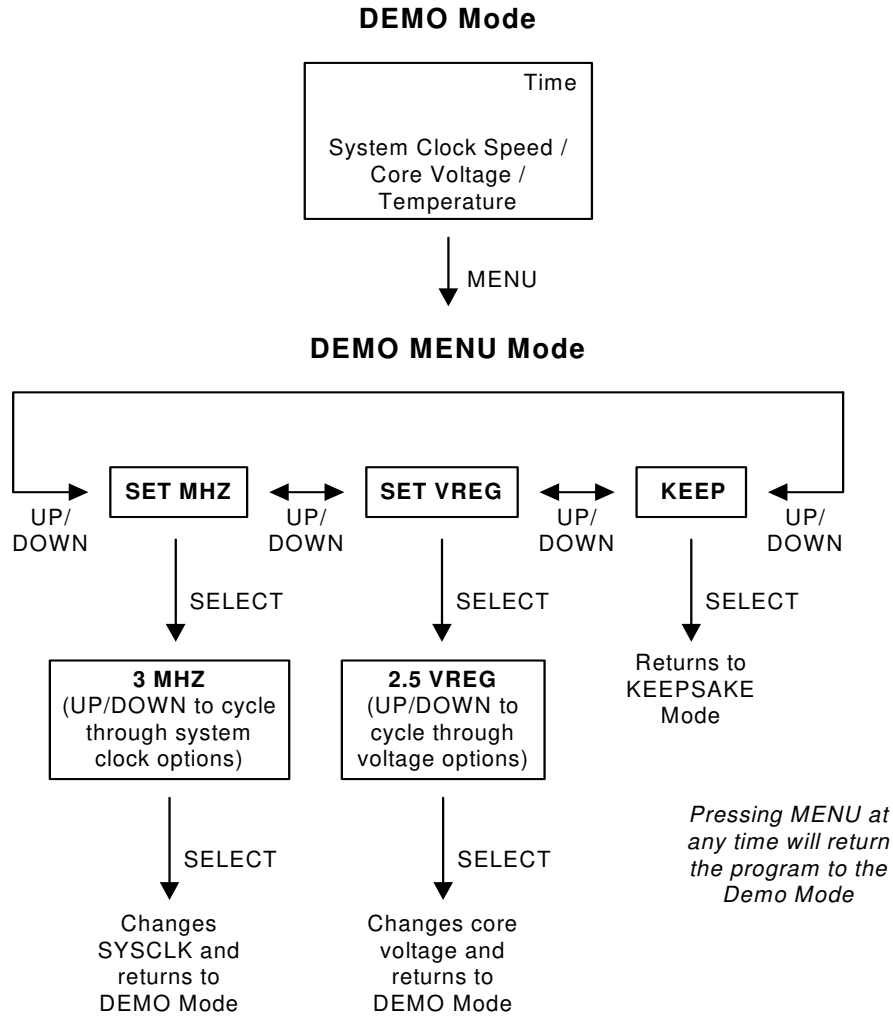 DEMO Mode
Time
System Clock Speed /
Core Voltage /
Temperature
MENU
DEMO MENU Mode
SET MHZ
SET VREG
KEEP
UP/
DOWN
UP/
DOWN
UP/
DOWN
UP/
DOWN
SELECT
SELECT
SELECT
3 MHZ
(UP/DOWN to cycle
through system
clock options)
2.5 VREG
(UP/DOWN to
cycle through
voltage options)
Returns to
KEEPSAKE
Mode
Pressing MENU at
any time will return
the program to the
Demo Mode
SELECT
SELECT
Changes
SYSCLK and
returns to
DEMO Mode
Changes core
voltage and
returns to
DEMO Mode